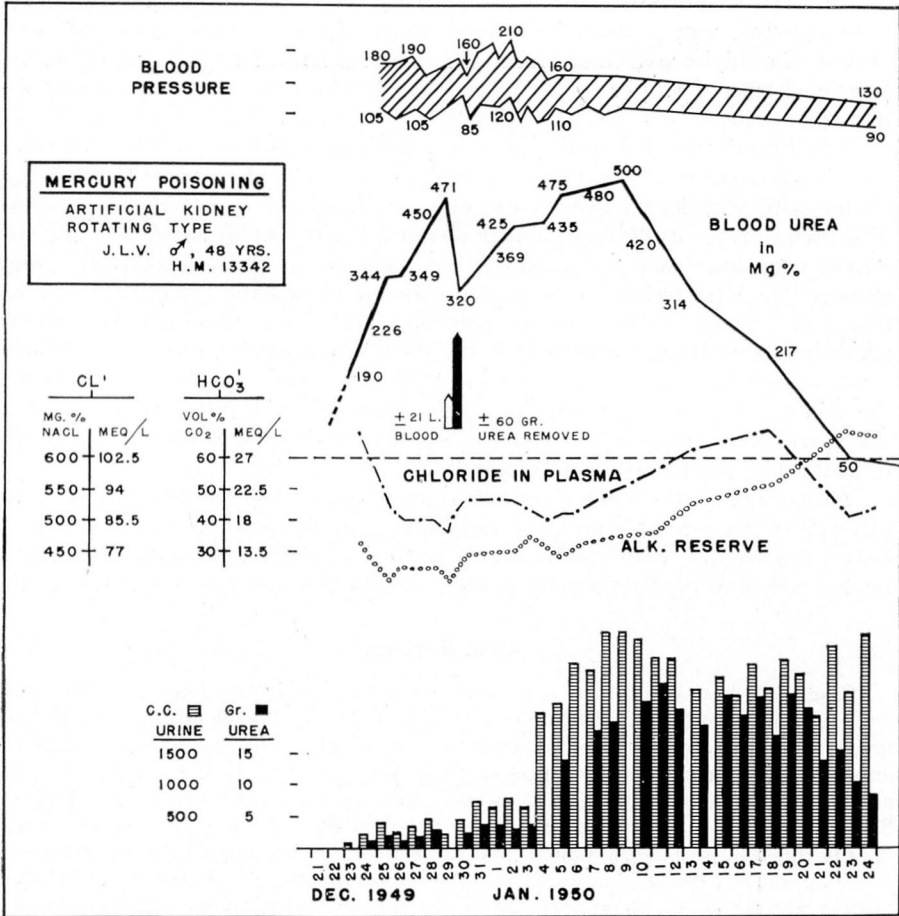 180 190 160 210 160 130
BLOOD
PRESSURE
105 105 85 120 110 90
MERCURY POISONING
ARTIFICIAL KIDNEY
ROTATING TYPE
J.L.V. ♂, 48 YRS.
H.M. 13342
190 226 344 349 450 471 320 369 425 435 475 480 500 420 314 217 50
BLOOD UREA
in
Mg %
± 21 L.
BLOOD
± 60 GR.
UREA REMOVED
CL'
MG. %
NACL MEQ/L
600 102.5
550 94
500 85.5
450 77
HCO3'
VOL %
CO2 MEQ/L
60 27
50 22.5
40 18
30 13.5
CHLORIDE IN PLASMA
ALK. RESERVE
C.C. Gr.
URINE UREA
1500 15
1000 10
500 5
21 22 23 24 25 26 27 28 29 30 31 1 2 3 4 5 6 7 8 9 10 11 12 13 14 15 16 17 18 19 20 21 22 23 24
DEC. 1949 JAN. 1950